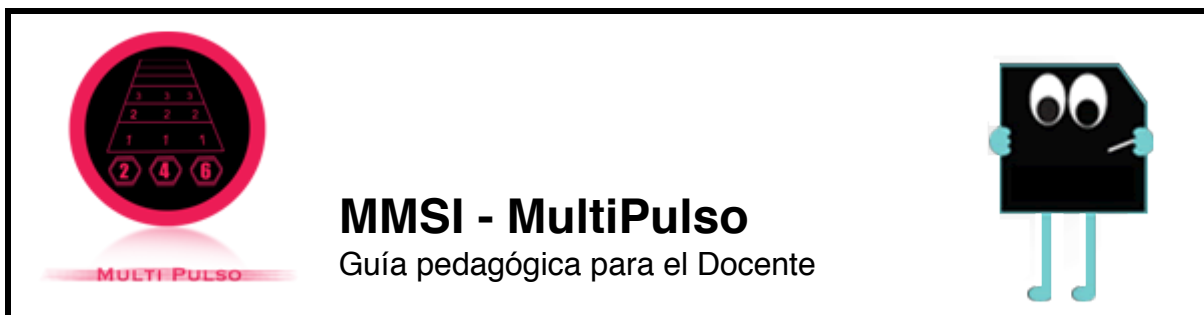 3 3 3
2 2 2
1 1 1
2 4 6
MULTI PULSO
MMSI - MultiPulso
Guía pedagógica para el Docente